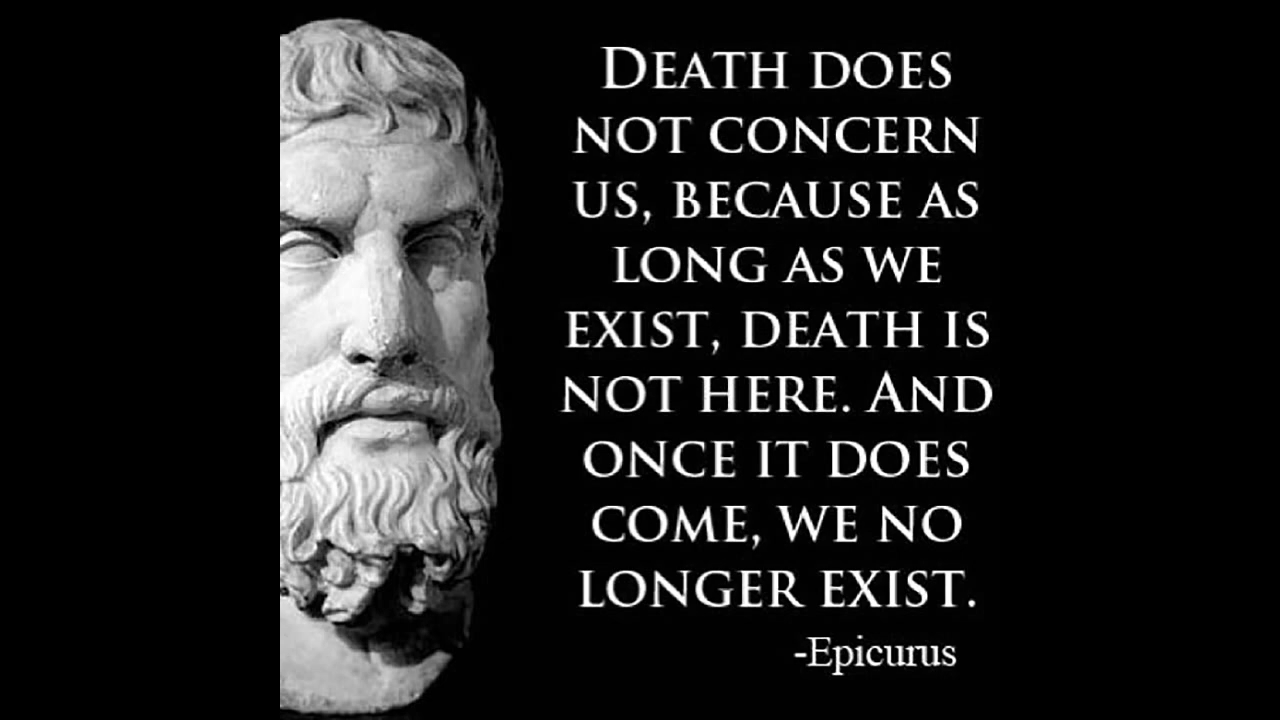 DEATH DOES
NOT CONCERN
US, BECAUSE AS
LONG AS WE
EXIST, DEATH IS
NOT HERE. AND
ONCE IT DOES
COME, WE NO
LONGER EXIST.
-Epicurus